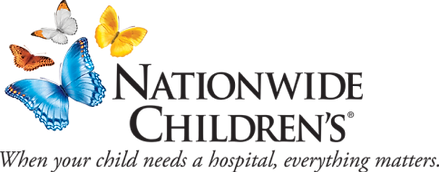 NATIONWIDE
CHILDREN'S®
When your child needs a hospital, everything matters.